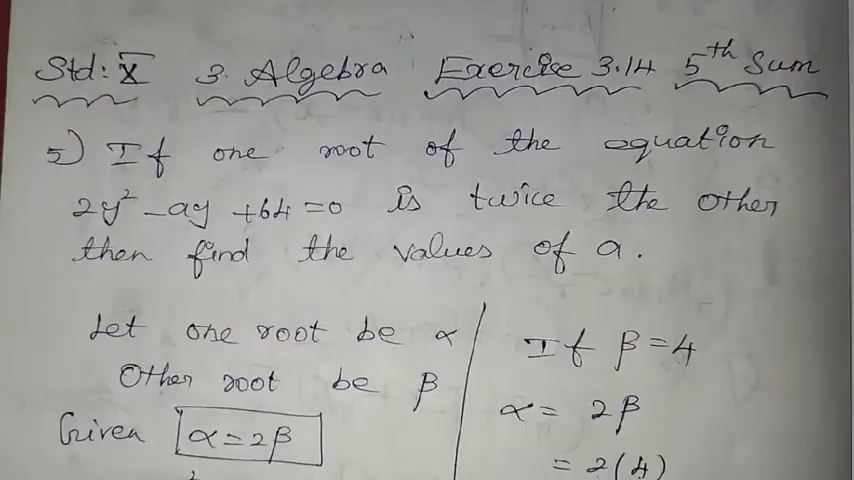 Std: X 3. Algebra Exercise 3.14 5th Sum
5) If one root of the equation
2y² - ay + 64 = 0 is twice the other
then find the values of a.
Let one root be α
Other root be β
Given α = 2β
If β = 4
α = 2β
= 2(4)